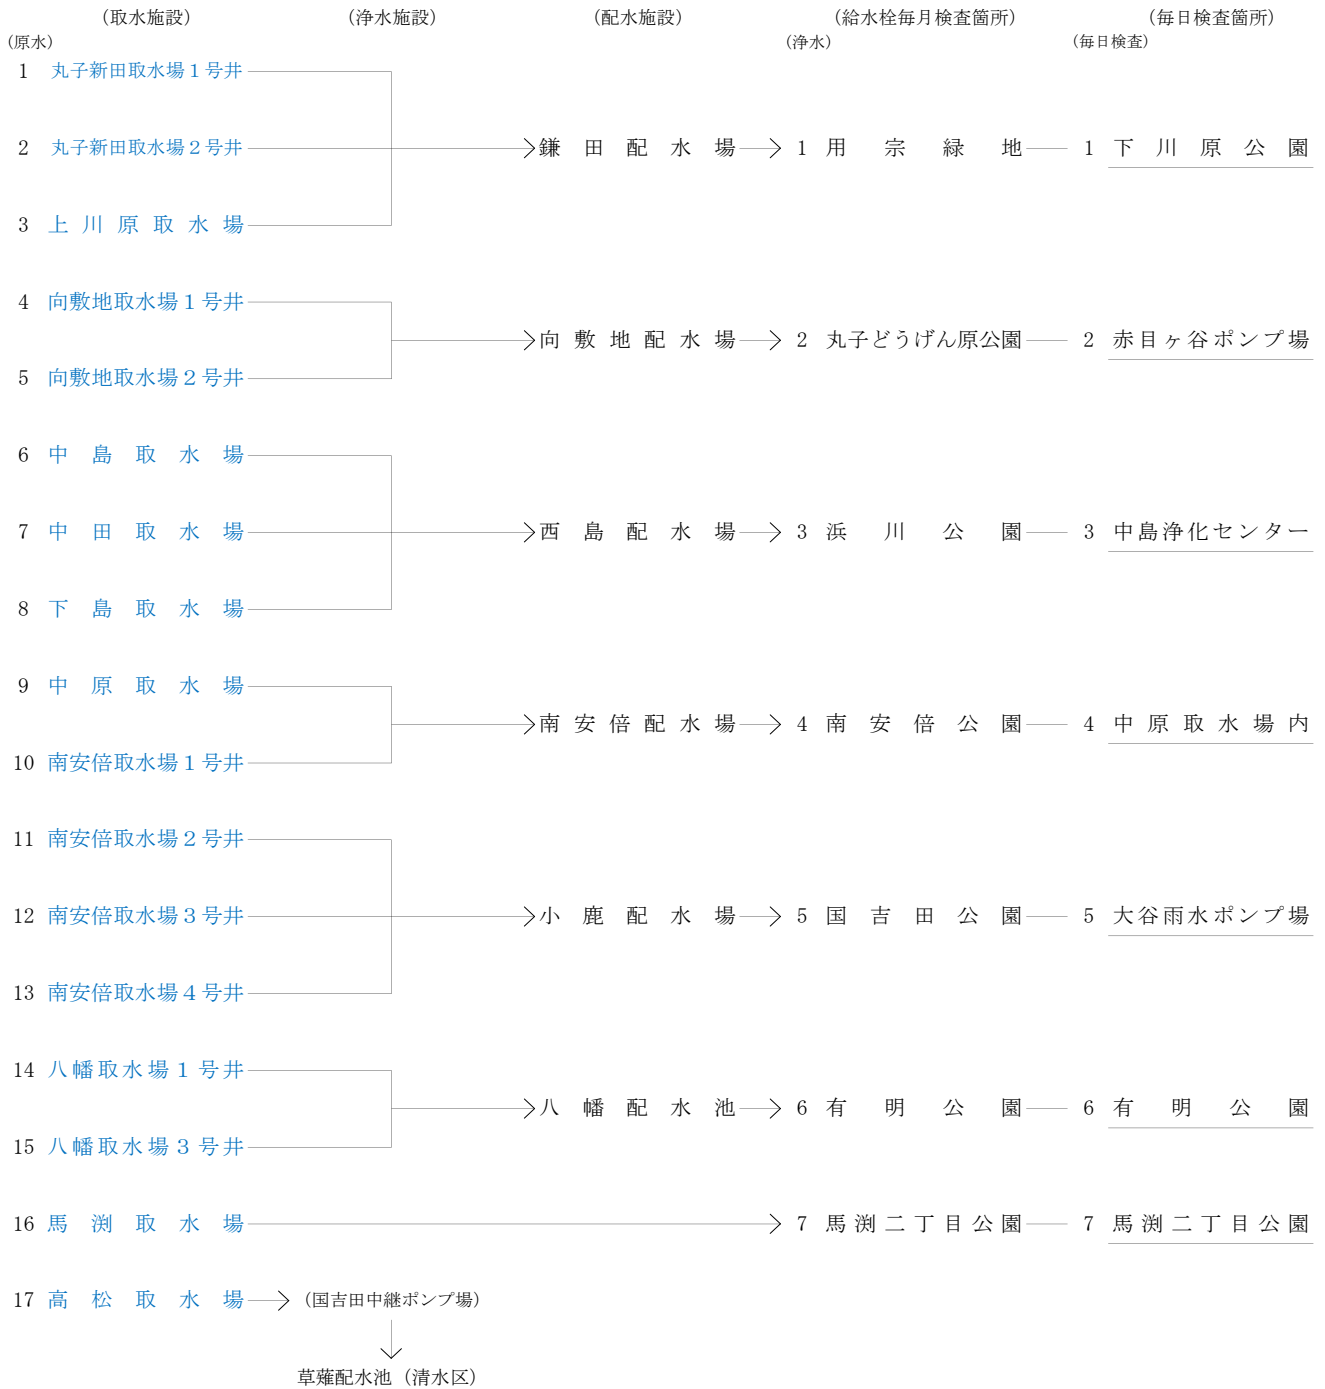 （取水施設） （浄水施設） （配水施設） （給水栓毎月検査箇所） （毎日検査箇所）
（原水） （浄水） （毎日検査）
1 丸子新田取水場１号井
2 丸子新田取水場２号井 鎌田配水場 1 用宗緑地 1 下川原公園
3 上川原取水場
4 向敷地取水場１号井
向敷地配水場 2 丸子どうげん原公園 2 赤目ヶ谷ポンプ場
5 向敷地取水場２号井
6 中島取水場
7 中田取水場 西島配水場 3 浜川公園 3 中島浄化センター
8 下島取水場
9 中原取水場
南安倍配水場 4 南安倍公園 4 中原取水場内
10 南安倍取水場１号井
11 南安倍取水場２号井
12 南安倍取水場３号井 小鹿配水場 5 国吉田公園 5 大谷雨水ポンプ場
13 南安倍取水場４号井
14 八幡取水場１号井
八幡配水池 6 有明公園 6 有明公園
15 八幡取水場３号井
16 馬渕取水場 7 馬渕二丁目公園 7 馬渕二丁目公園
17 高松取水場 （国吉田中継ポンプ場）
草薙配水池（清水区）